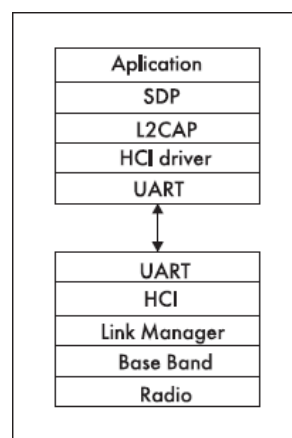 Aplication
SDP
L2CAP
HCI driver
UART
UART
HCI
Link Manager
Base Band
Radio